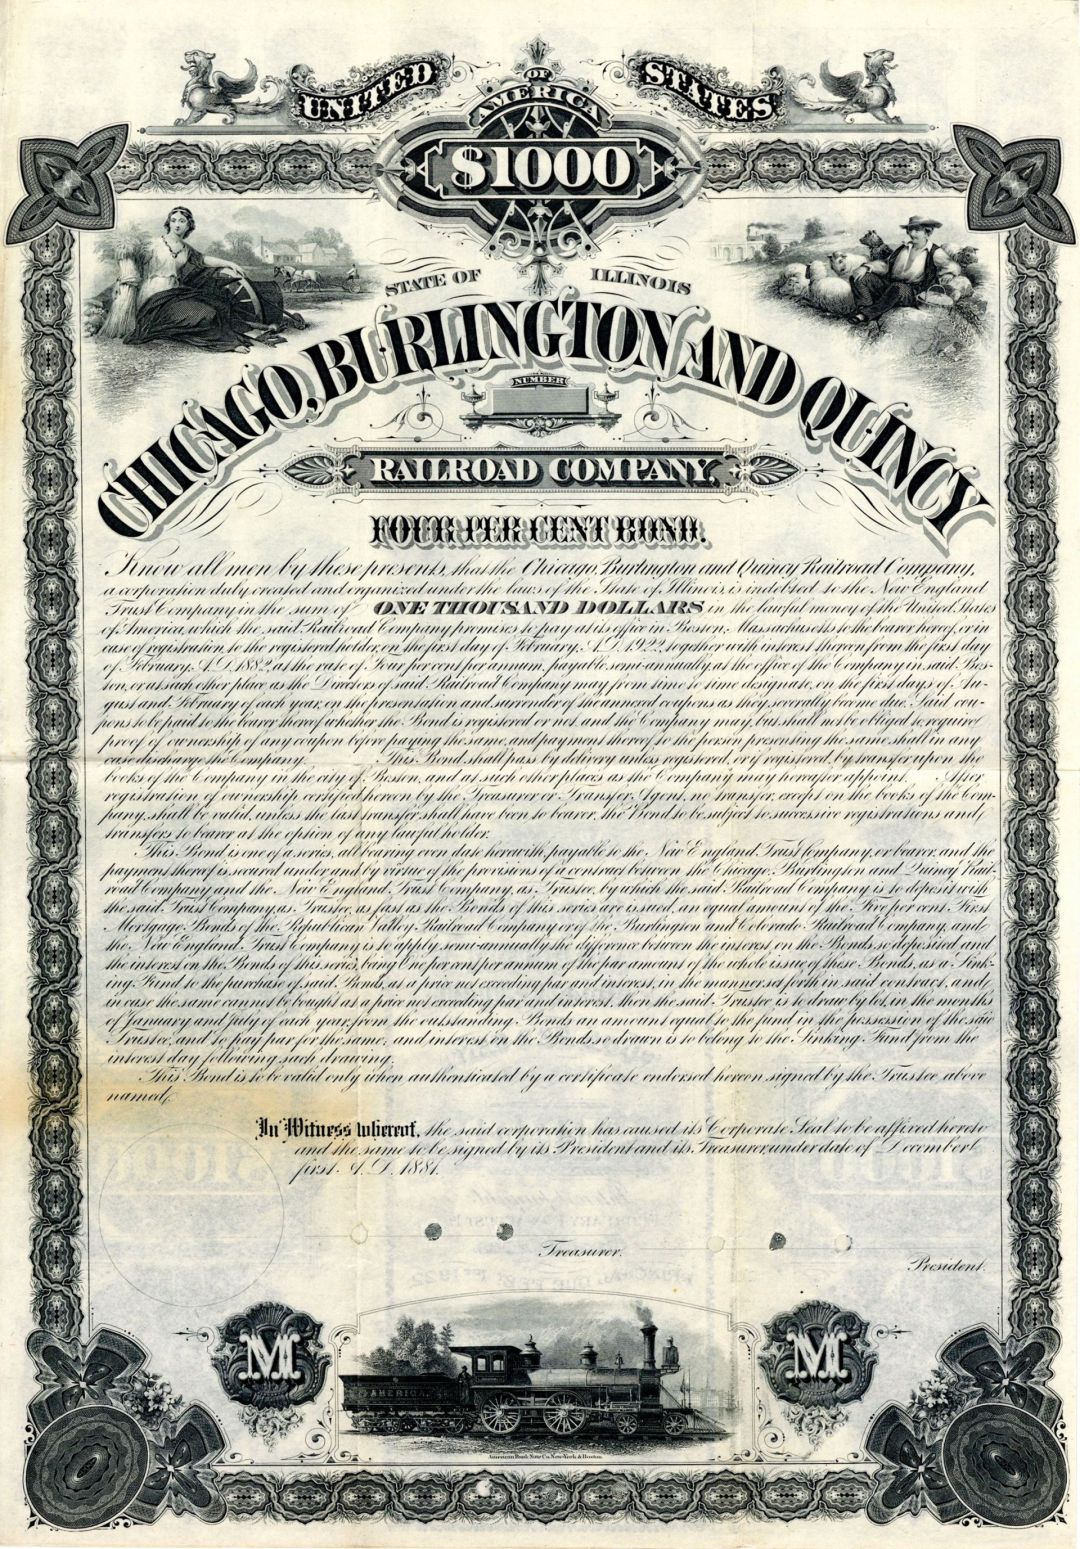 UNITED OF STATES
AMERICA
$1000
STATE OF ILLINOIS
CHICAGO, BURLINGTON AND QUINCY
NUMBER
RAILROAD COMPANY,
FOUR PER CENT BOND.
Know all men by these presents, that the Chicago, Burlington and Quincy Railroad Company,
a corporation duly created and organized under the laws of the State of Illinois, is indebted to the New England
Trust Company in the sum of ONE THOUSAND DOLLARS in the lawful money of the United States
of America, which the said Railroad Company promises to pay at its office in Boston, Massachusetts to the bearer hereof, or in
case of registration to the registered holder, on the first day of February, A.D. 1922, together with interest thereon from the first day
of February, A.D. 1882, at the rate of Four per cent per annum, payable semi-annually, at the office of the Company in said Bos-
ton, or at such other place as the Directors of said Railroad Company may from time to time designate, on the first days of Au-
gust and February of each year, on the presentation and surrender of the annexed coupons as they severally become due. Said cou-
pons to be paid to the bearer thereof whether the Bond is registered or not, and the Company may, but shall not be obliged to, require
proof of ownership of any coupon before paying the same, and payment thereof to the person presenting the same shall in any
case discharge the Company. This Bond shall pass by delivery unless registered, or if registered, by transfer upon the
books of the Company in the city of Boston, and at such other places as the Company may hereafter appoint. After
registration of ownership certified hereon by the Treasurer or Transfer Agent, no transfer, except on the books of the Com-
pany, shall be valid, unless the last transfer shall have been to bearer, the Bond to be subject to successive registrations and
transfers to bearer at the option of any lawful holder.
This Bond is one of a series, all bearing even date herewith, payable to the New England Trust Company, or bearer, and the
payment thereof is secured under and by virtue of the provisions of a contract between the Chicago, Burlington and Quincy Rail-
road Company and the New England Trust Company, as Trustee, by which the said Railroad Company is to deposit with
the said Trust Company, as Trustee, as fast as the Bonds of this series are issued, an equal amount of the Five per cent First
Mortgage Bonds of the Republican Valley Railroad Company or of the Burlington and Colorado Railroad Company, and
the New England Trust Company is to apply, semi-annually, the difference between the interest on the Bonds so deposited and
the interest on the Bonds of this series, being One per cent per annum of the par amount of the whole issue of these Bonds, as a Sink-
ing Fund to the purchase of said Bonds, at a price not exceeding par and interest, in the manner set forth in said contract, and
in case the same cannot be bought at a price not exceeding par and interest, then the said Trustee is to draw by lot, in the months
of January and July of each year, from the outstanding Bonds an amount equal to the fund in the possession of the said
Trustee, and to pay par for the same, and interest on the Bonds so drawn is to belong to the Sinking Fund from the
interest day following such drawing.
This Bond is to be valid only when authenticated by a certificate endorsed hereon signed by the Trustee above
named.
In Witness whereof, the said corporation has caused its Corporate Seal to be affixed hereto
and the same to be signed by its President and its Treasurer, under date of December
first A.D. 1881.
Treasurer.
President.
M
M
AMERICA
American Bank Note Co. New-York & Boston.